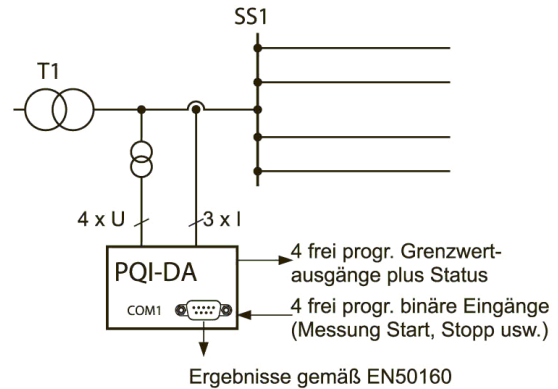 SS1
T1
4 x U
3 x I
PQI-DA
COM1
4 frei progr. Grenzwert-
ausgänge plus Status
4 frei progr. binäre Eingänge
(Messung Start, Stopp usw.)
Ergebnisse gemäß EN50160